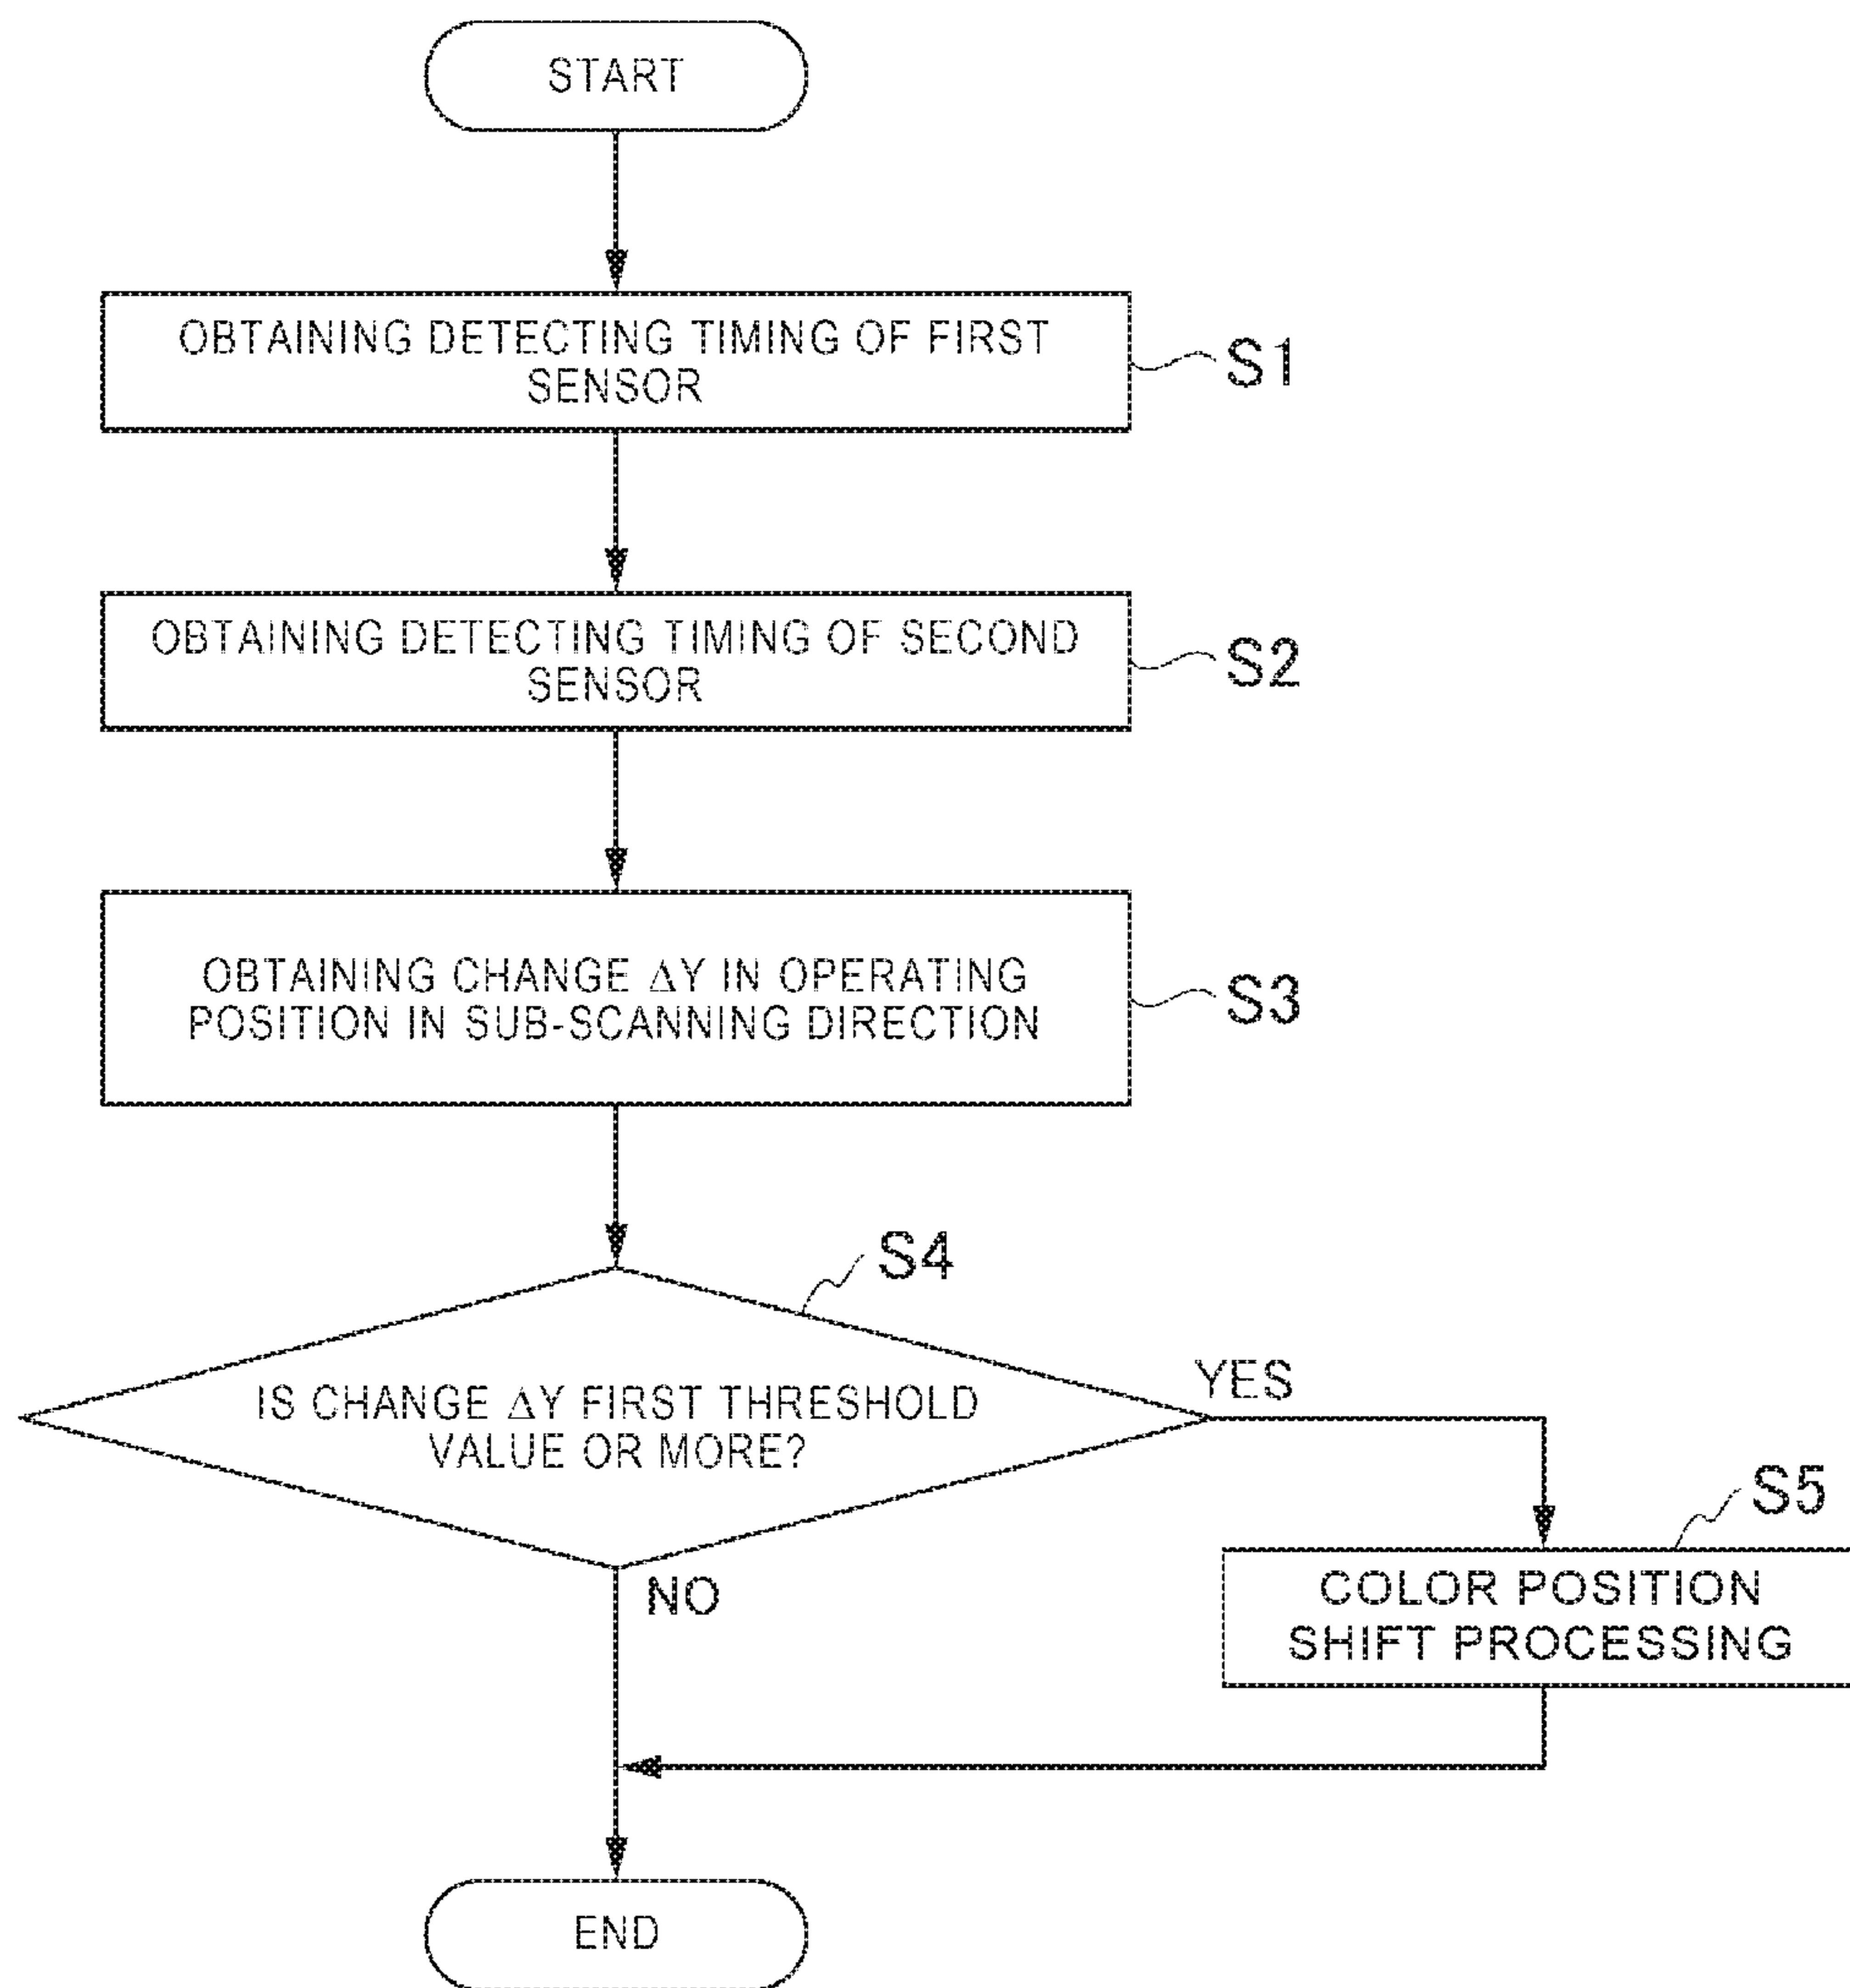 START
OBTAINING DETECTING TIMING OF FIRST
SENSOR
S1
OBTAINING DETECTING TIMING OF SECOND
SENSOR
S2
OBTAINING CHANGE ΔY IN OPERATING
POSITION IN SUB-SCANNING DIRECTION
S3
S4
IS CHANGE ΔY FIRST THRESHOLD
VALUE OR MORE?
YES
S5
COLOR POSITION
SHIFT PROCESSING
NO
END